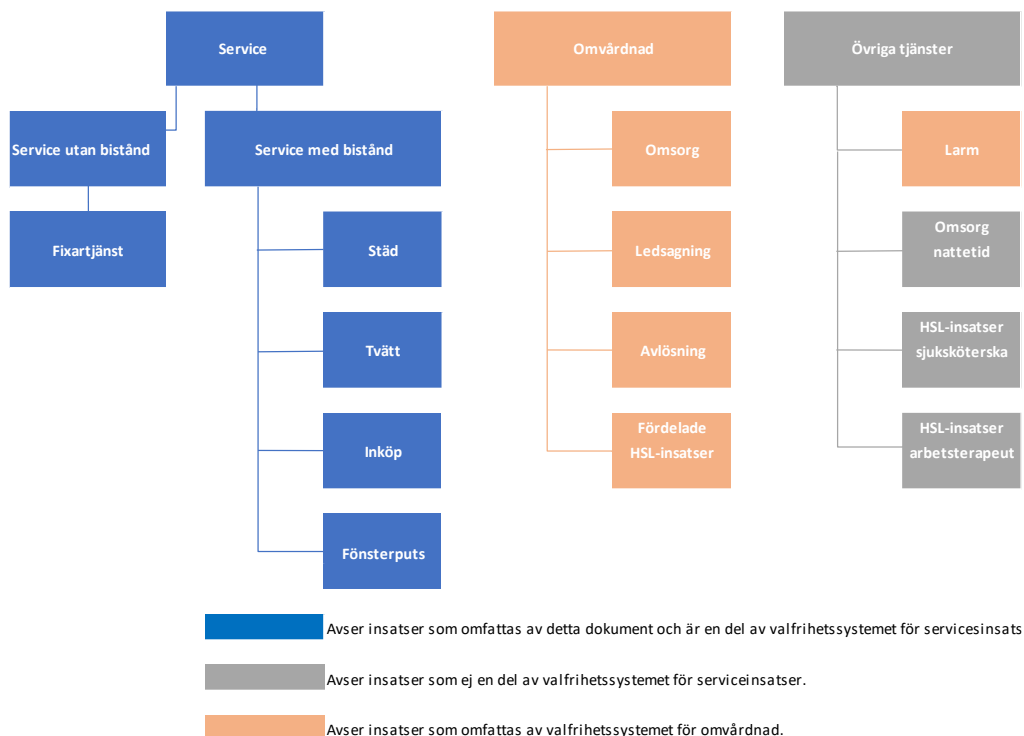 Service
Omvårdnad
Övriga tjänster
Service utan bistånd
Service med bistånd
Omsorg
Larm
Fixartjänst
Städ
Ledsagning
Omsorg
nattetid
Tvätt
Avlösning
HSL-insatser
sjuksköterska
Inköp
Fördelade
HSL-insatser
HSL-insatser
arbetsterapeut
Fönsterputs
Avser insatser som omfattas av detta dokument och är en del av valfrihetssystemet för servicesinsats
Avser insatser som ej en del av valfrihetssystemet för serviceinsatser.
Avser insatser som omfattas av valfrihetssystemet för omvårdnad.